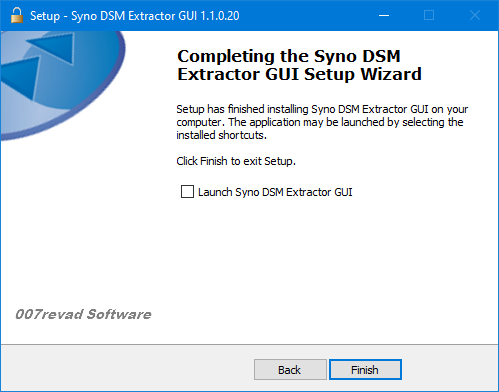 Setup - Syno DSM Extractor GUI 1.1.0.20
Completing the Syno DSM
Extractor GUI Setup Wizard
Setup has finished installing Syno DSM Extractor GUI on your
computer. The application may be launched by selecting the
installed shortcuts.
Click Finish to exit Setup.
Launch Syno DSM Extractor GUI
007revad Software
Back
Finish